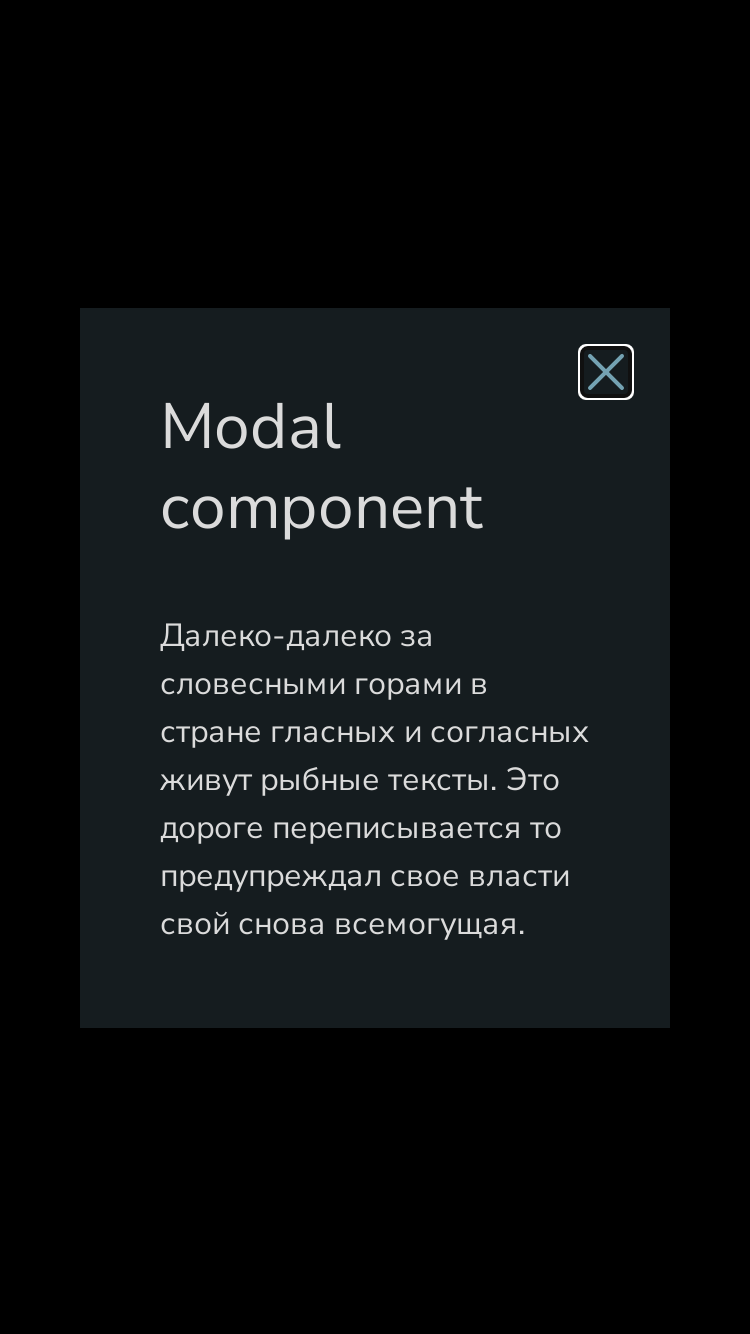 Modal
component
Далеко-далеко за
словесными горами в
стране гласных и согласных
живут рыбные тексты. Это
дороге переписывается то
предупреждал свое власти
свой снова всемогущая.